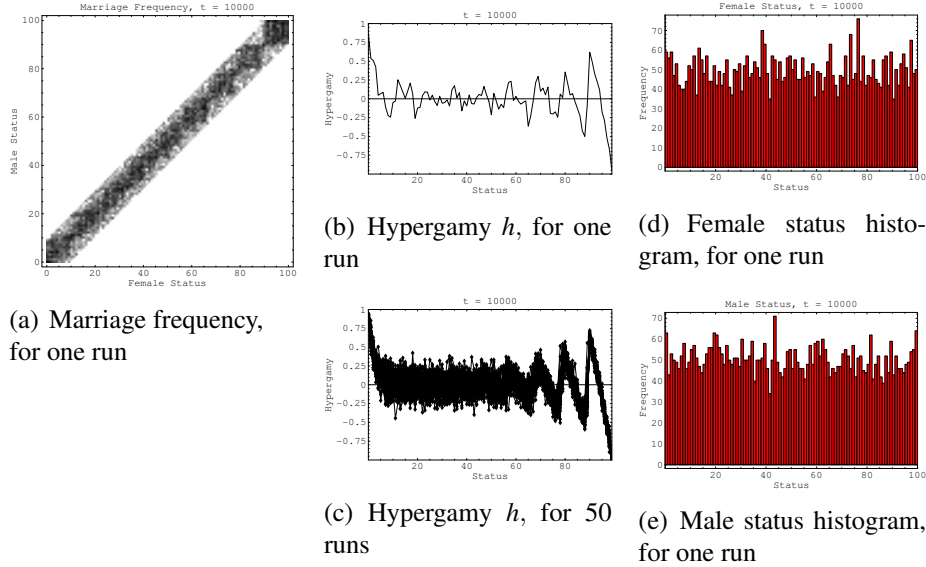 Marriage Frequency, t = 10000
100
80
60
40
20
0
Male Status
0 20 40 60 80 100
Female Status
(a) Marriage frequency,
for one run
t = 10000
1
0.75
0.5
0.25
0
-0.25
-0.5
-0.75
Hypergamy
20 40 60 80
Status
(b) Hypergamy h, for one
run
t = 10000
1
0.75
0.5
0.25
0
-0.25
-0.5
-0.75
Hypergamy
20 40 60 80
Status
(c) Hypergamy h, for 50
runs
Female Status, t = 10000
70
60
50
40
30
20
10
0
Frequency
20 40 60 80 100
Status
(d) Female status histo-
gram, for one run
Male Status, t = 10000
70
60
50
40
30
20
10
0
Frequency
20 40 60 80 100
Status
(e) Male status histogram,
for one run